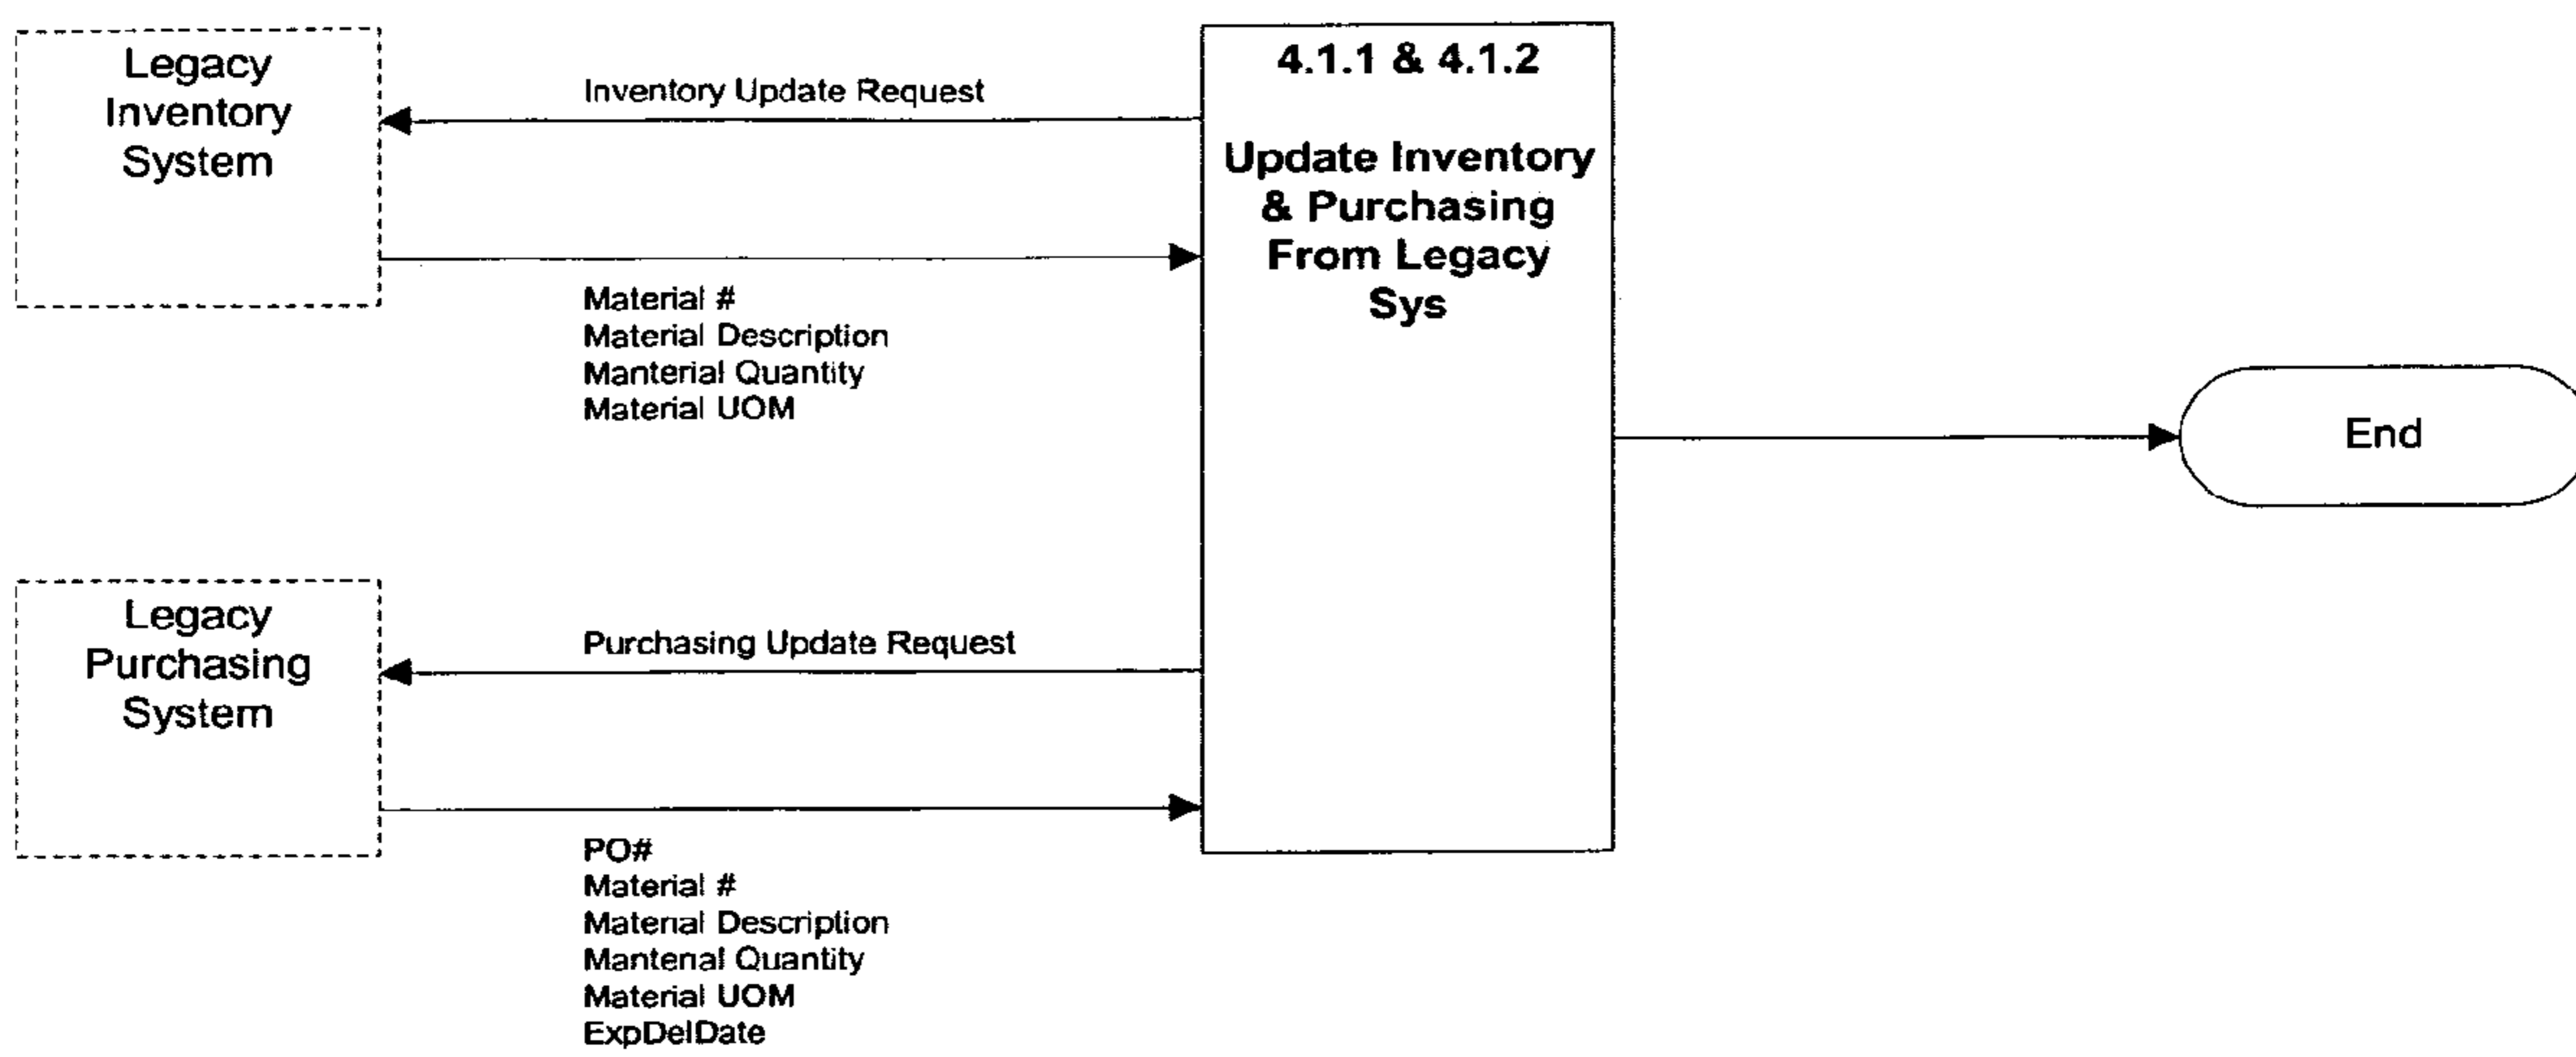 Legacy
Inventory
System
Inventory Update Request
Material #
Material Description
Manterial Quantity
Material UOM
4.1.1 & 4.1.2
Update Inventory
& Purchasing
From Legacy
Sys
End
Legacy
Purchasing
System
Purchasing Update Request
PO#
Material #
Material Description
Manterial Quantity
Material UOM
ExpDelDate